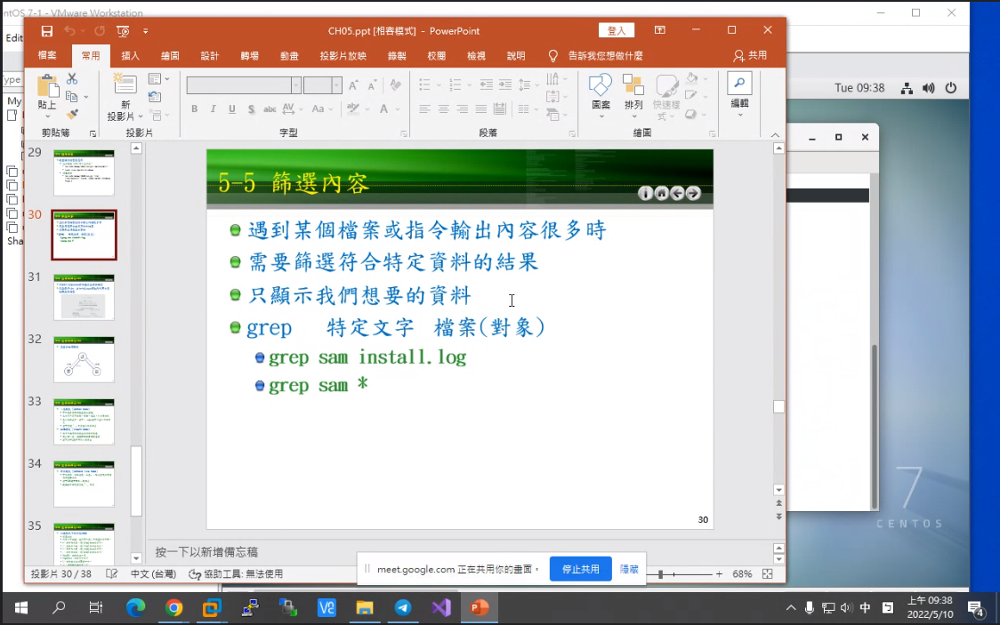 ntOS 7-1 - VMware Workstation
Edit
ype
My
Sha
CH05.ppt [相容模式] - PowerPoint
登入
檔案 常用 插入 繪圖 設計 轉場 動畫 投影片放映 錄製 校閱 檢視 說明 告訴我您想做什麼 共用
貼上
新
投影片
B I U S abc AV Aa A
圖案 排列 快速樣
式
編輯
剪貼簿 投影片 字型 段落 繪圖
Tue 09:38
29
30
31
32
33
34
35
5-5 篩選內容
遇到某個檔案或指令輸出內容很多時
需要篩選符合特定資料的結果
只顯示我們想要的資料
grep 特定文字 檔案(對象)
grep sam install.log
grep sam *
30
7
CENTOS
按一下以新增備忘稿
meet.google.com 正在共用你的畫面。 停止共用 隱藏
投影片 30 / 38 中文 (台灣) 協助工具: 無法使用 68%
中
上午 09:38
2022/5/10
4